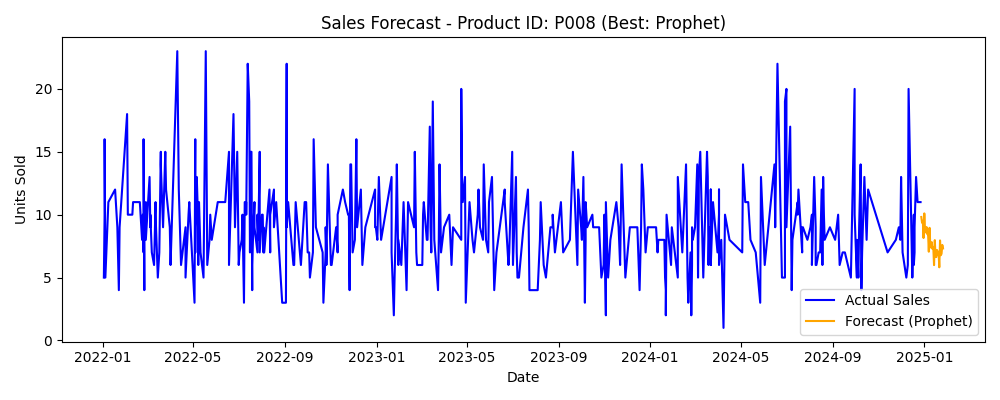 Sales Forecast - Product ID: P008 (Best: Prophet)
Units Sold
20
15
10
5
0
Actual Sales
Forecast (Prophet)
2022-01 2022-05 2022-09 2023-01 2023-05 2023-09 2024-01 2024-05 2024-09 2025-01
Date